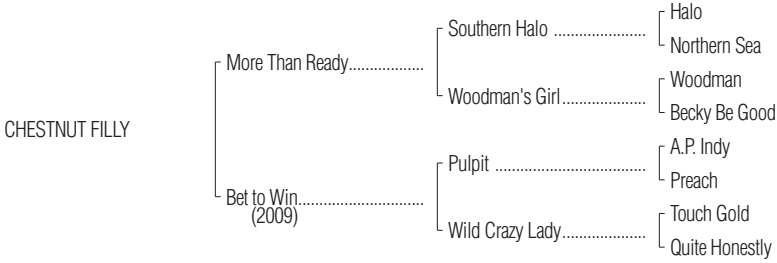 Halo
Southern Halo ......................
Northern Sea
More Than Ready..................
Woodman
Woodman's Girl....................
Becky Be Good
CHESTNUT FILLY
A.P. Indy
Pulpit ....................................
Preach
Bet to Win..............................
(2009)
Touch Gold
Wild Crazy Lady....................
Quite Honestly